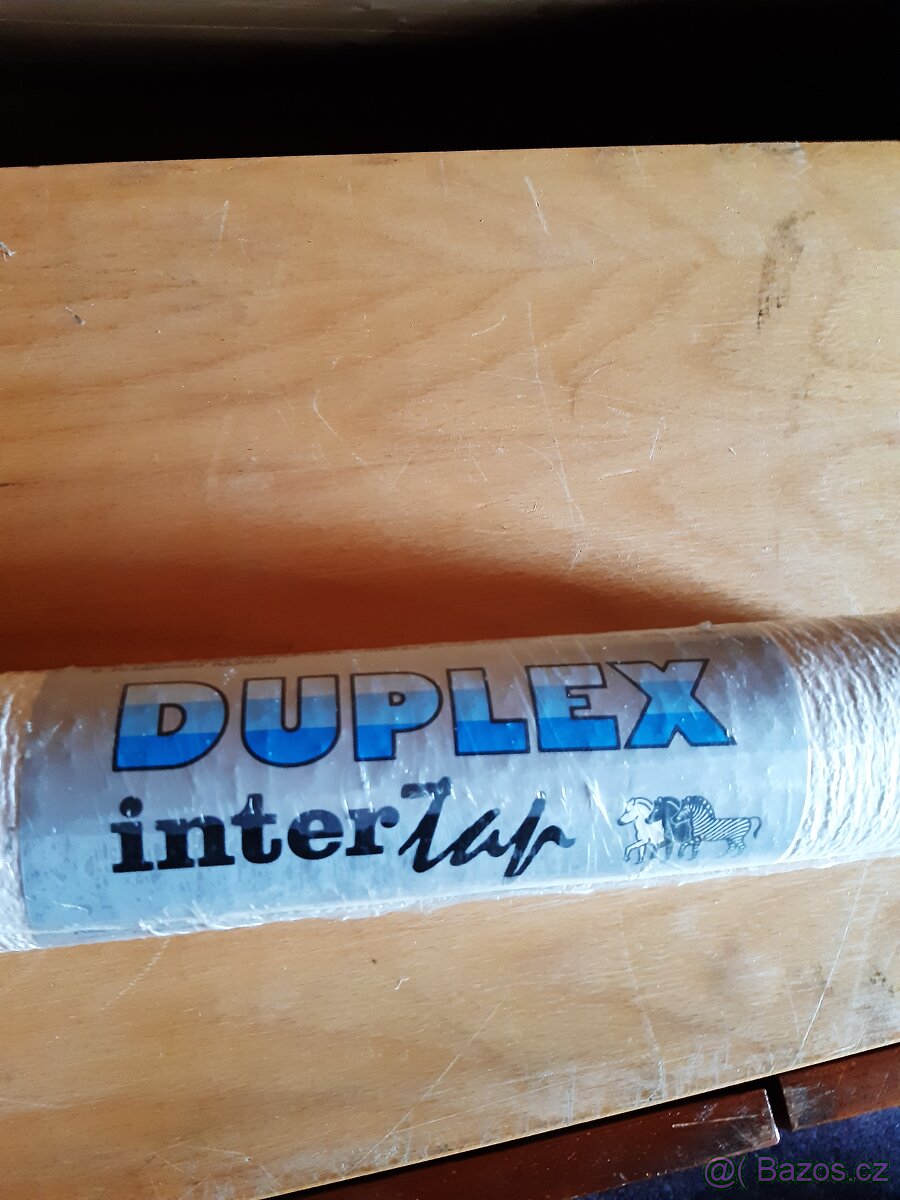 DUPLEX
intertap
@( Bazos.cz